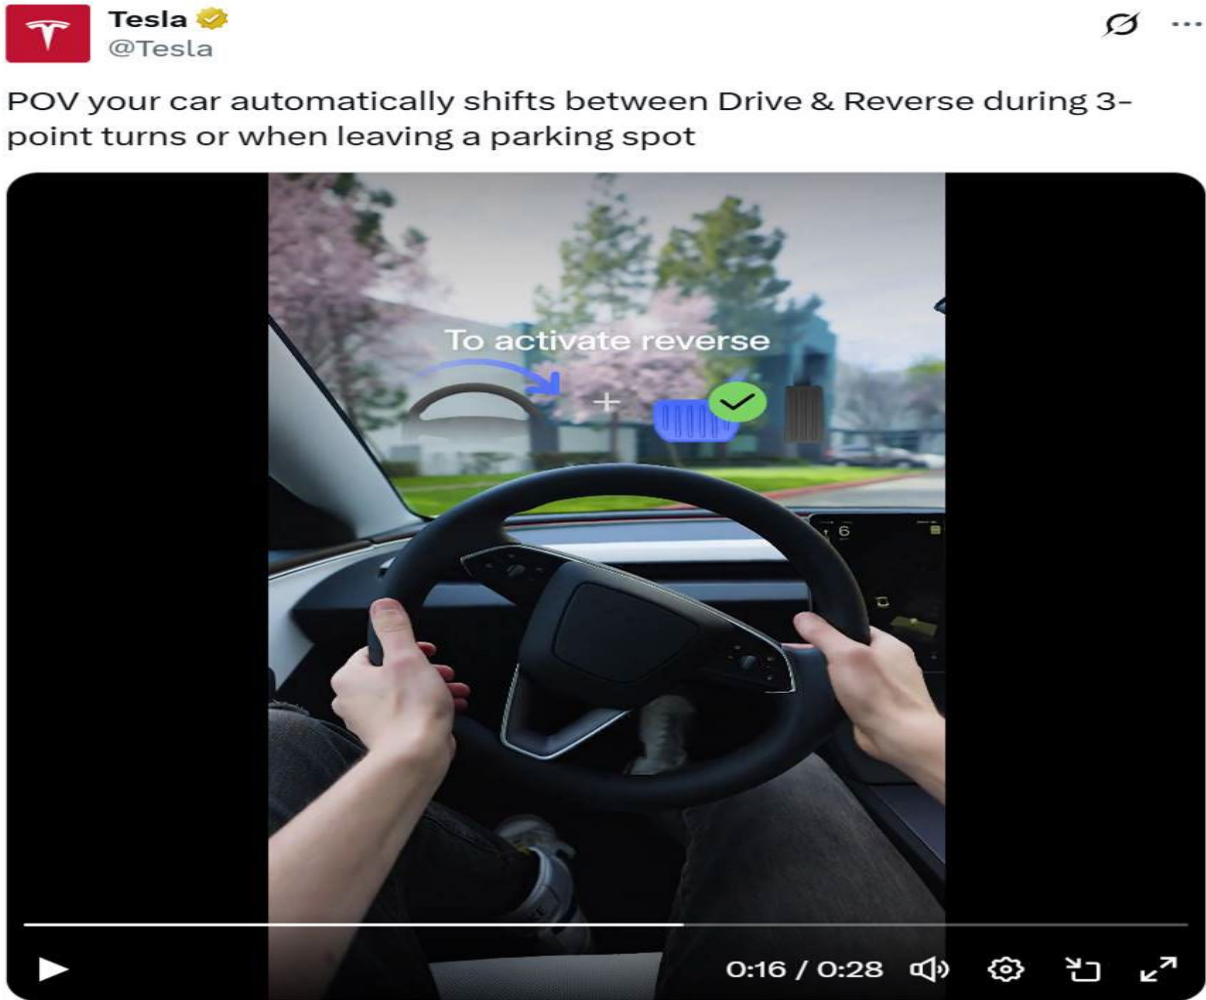 Tesla
@Tesla
POV your car automatically shifts between Drive & Reverse during 3-
point turns or when leaving a parking spot
To activate reverse
+
6
0:16 / 0:28